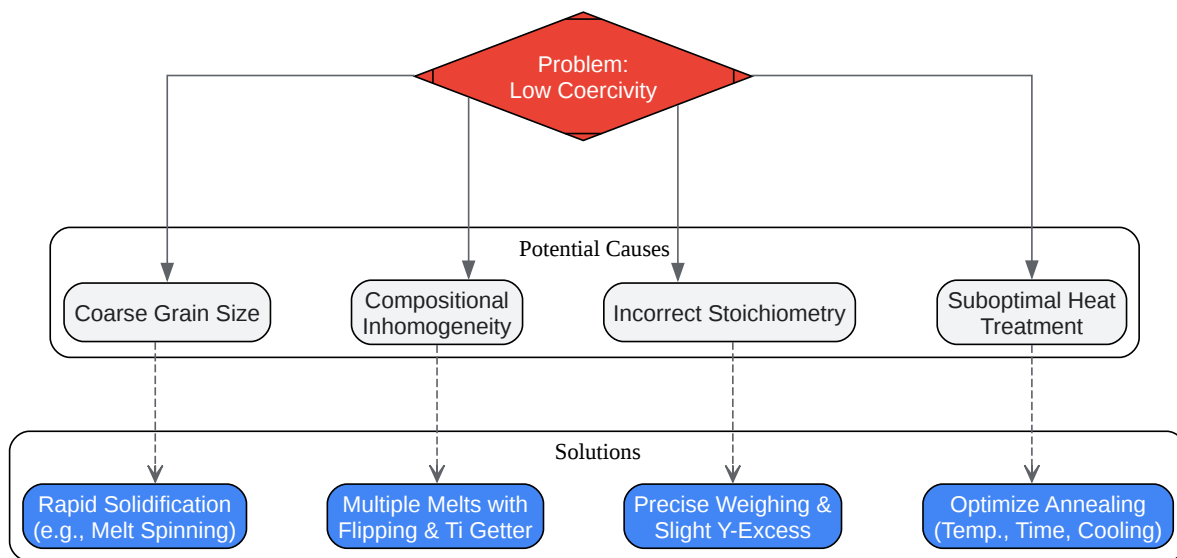 Problem:
Low Coercivity
Potential Causes
Coarse Grain Size
Compositional
Inhomogeneity
Incorrect Stoichiometry
Suboptimal Heat
Treatment
Solutions
Rapid Solidification
(e.g., Melt Spinning)
Multiple Melts with
Flipping & Ti Getter
Precise Weighing &
Slight Y-Excess
Optimize Annealing
(Temp., Time, Cooling)